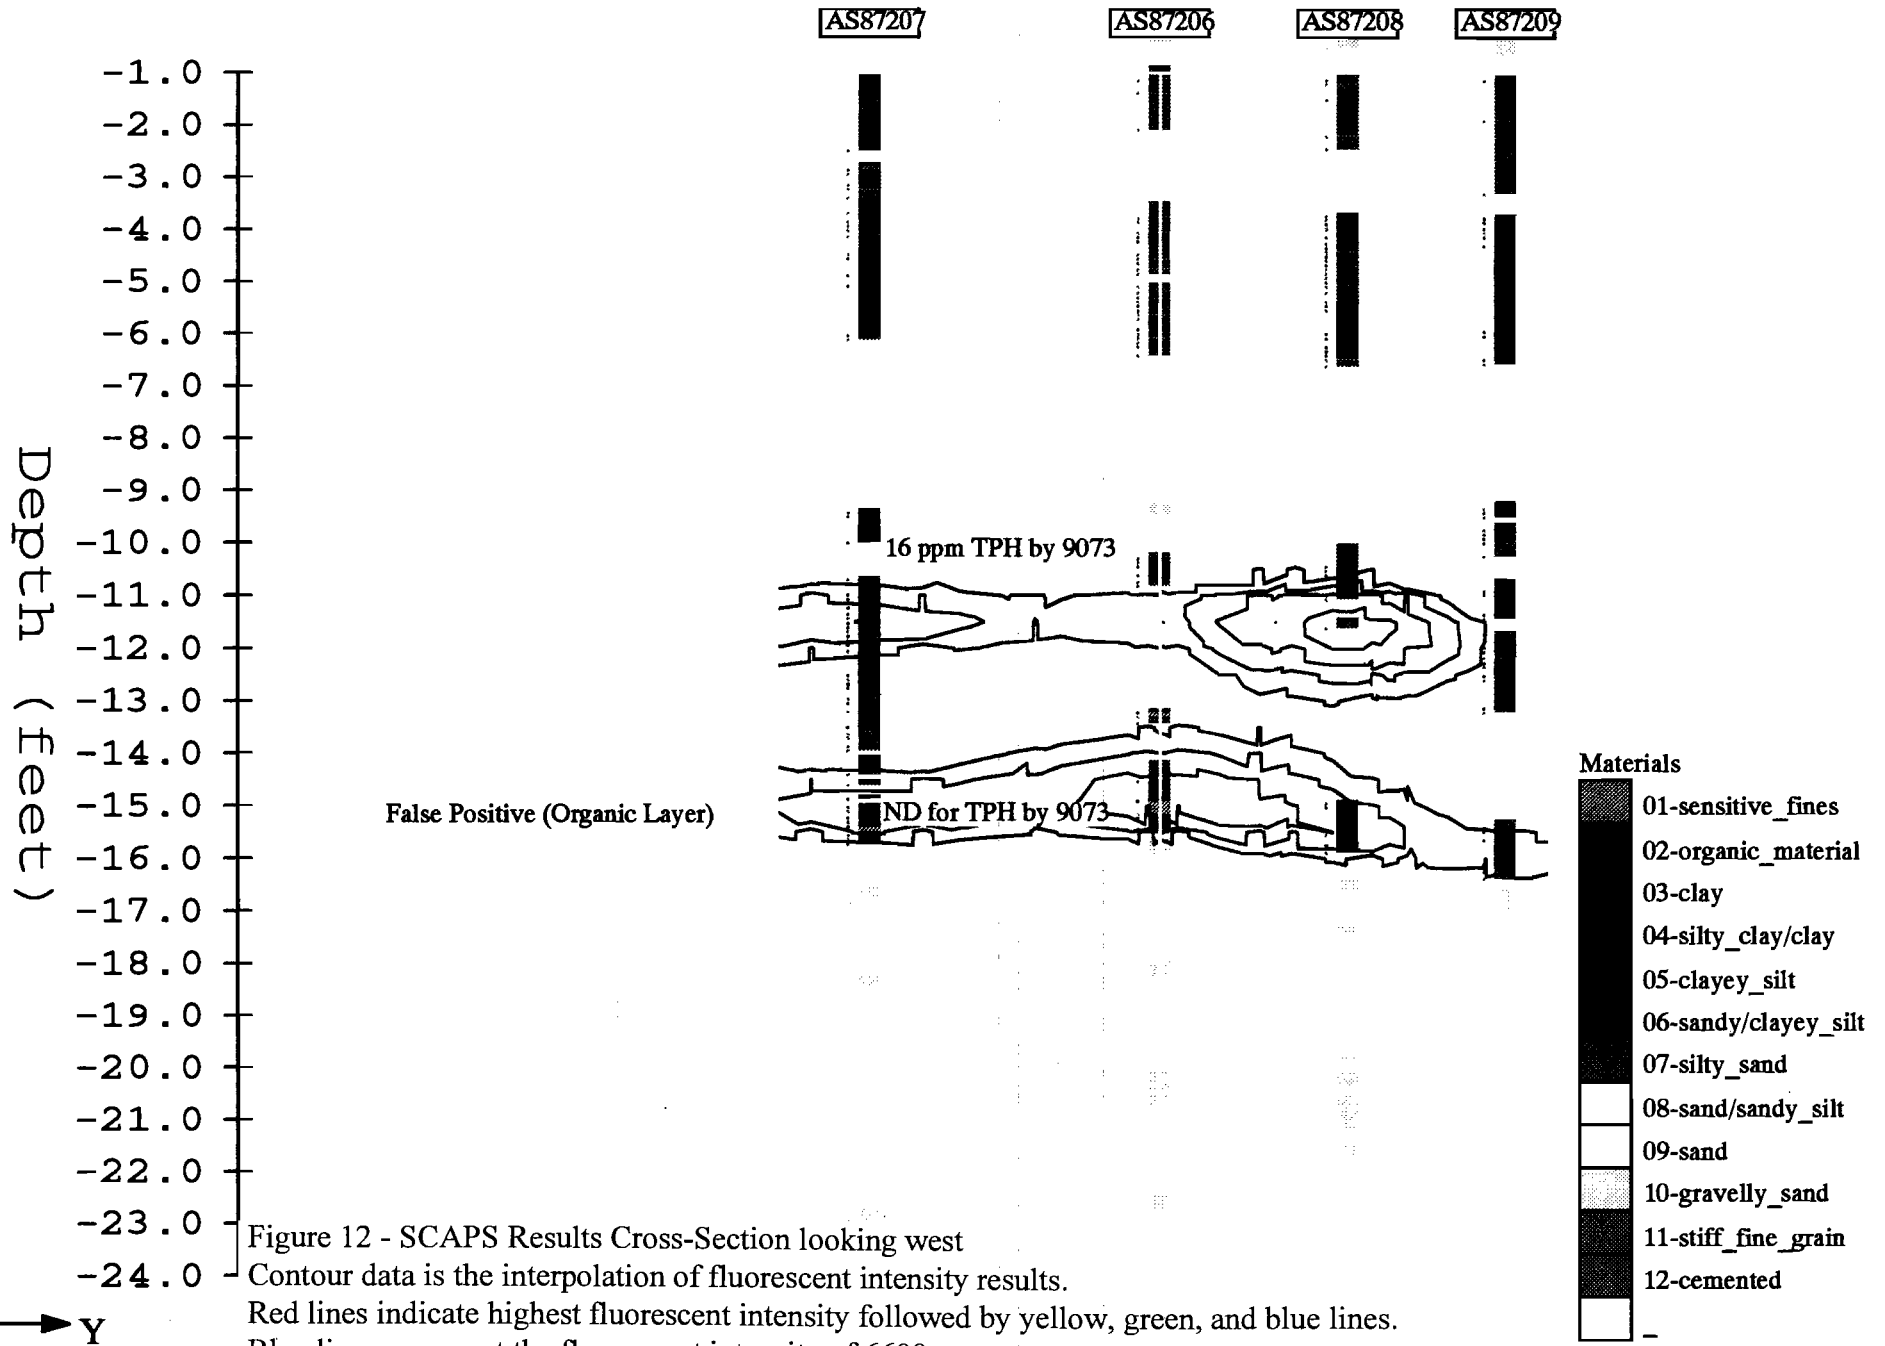 AS87207 AS87206 AS87208 AS87209
-1.0
-2.0
-3.0
-4.0
-5.0
-6.0
-7.0
-8.0
-9.0
-10.0
-11.0
-12.0
-13.0
-14.0
-15.0
-16.0
-17.0
-18.0
-19.0
-20.0
-21.0
-22.0
-23.0
-24.0
Depth (feet)
16 ppm TPH by 9073
False Positive (Organic Layer)
ND for TPH by 9073
Materials
01-sensitive_fines
02-organic_material
03-clay
04-silty_clay/clay
05-clayey_silt
06-sandy/clayey_silt
07-silty_sand
08-sand/sandy_silt
09-sand
10-gravelly_sand
11-stiff_fine_grain
12-cemented
_
Y
Figure 12 - SCAPS Results Cross-Section looking west
Contour data is the interpolation of fluorescent intensity results.
Red lines indicate highest fluorescent intensity followed by yellow, green, and blue lines.